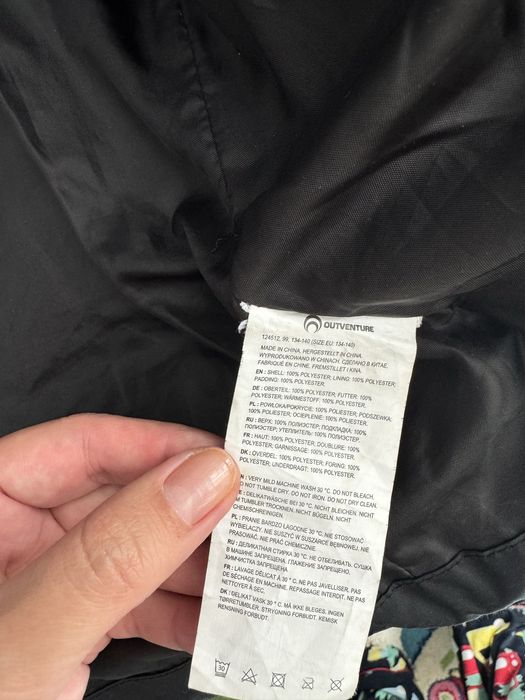 OUTVENTURE
124512, 99, 134-140 (SIZE EU: 134-140)
MADE IN CHINA. HERGESTELLT IN CHINA.
WYPRODUKOWANO W CHINACH. СДЕЛАНО В КИТАЕ.
FABRIQUÉ EN CHINE. FREMSTILLET I KINA.
EN: SHELL: 100% POLYESTER; LINING: 100% POLYESTER;
PADDING: 100% POLYESTER.
DE: OBERTEIL: 100% POLYESTER; FUTTER: 100%
POLYESTER; WÄRMESTOFF: 100% POLYESTER.
PL: POWŁOKA/POKRYCIE: 100% POLIESTER; PODSZEWKA:
100% POLIESTER; OCIEPLENIE: 100% POLIESTER.
RU: ВЕРХ: 100% ПОЛИЭСТЕР; ПОДКЛАДКА: 100%
ПОЛИЭСТЕР; УТЕПЛИТЕЛЬ: 100% ПОЛИЭСТЕР.
FR: HAUT: 100% POLYESTER; DOUBLURE: 100%
POLYESTER; GARNISSAGE: 100% POLYESTER.
DK: OVERDEL: 100% POLYESTER; FORING: 100%
POLYESTER; UNDERDRAGT: 100% POLYESTER.
N: VERY MILD MACHINE WASH 30 °C. DO NOT BLEACH.
DO NOT TUMBLE DRY. DO NOT IRON. DO NOT DRY CLEAN.
E: DELIKATWÄSCHE BEI 30 °C. NICHT BLEICHEN. NICHT
IM TUMBLER TROCKNEN. NICHT BÜGELN. NICHT
CHEMISCHREINIGEN.
PL: PRANIE BARDZO ŁAGODNE 30 °C. NIE STOSOWAĆ
WYBIELACZY. NIE SUSZYĆ W SUSZARCE BĘBNOWEJ. NIE
PRASOWAĆ. NIE PRAĆ CHEMICZNIE.
RU: ДЕЛИКАТНАЯ СТИРКА 30 °C. НЕ ОТБЕЛИВАТЬ. СУШКА
В МАШИНЕ ЗАПРЕЩЕНА. ГЛАЖЕНИЕ ЗАПРЕЩЕНО.
ХИМЧИСТКА ЗАПРЕЩЕНА.
FR: LAVAGE DÉLICAT À 30 °C. NE PAS JAVELLISER. PAS
DE SÉCHAGE EN MACHINE. REPASSAGE INTERDIT. NE PAS
NETTOYER À SEC.
DK: DELIKAT VASK 30 °C. MÅ IKKE BLEGES. INGEN
TØRRETUMBLER. STRYGNING FORBUDT. KEMISK
RENSNING FORBUDT.
30